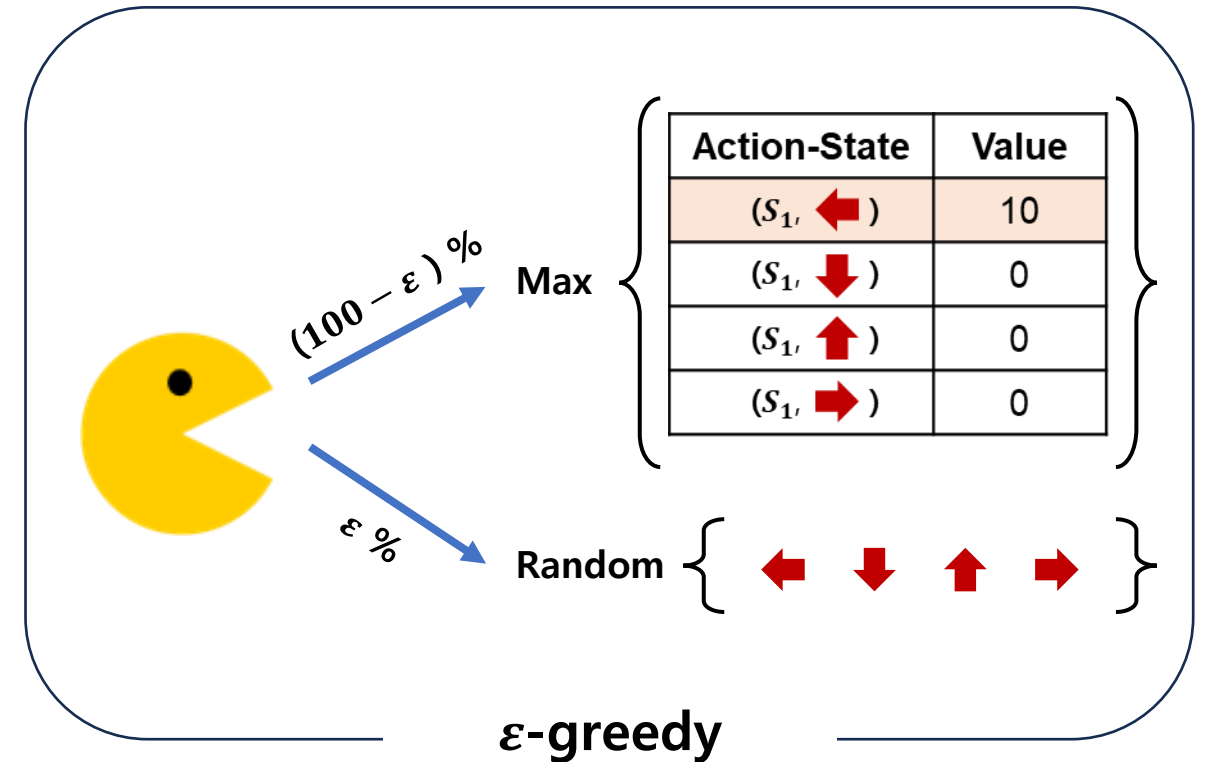 Action-State Value
(S₁, ⬅) 10
(S₁, ⬇) 0
(S₁, ⬆) 0
(S₁, ➡) 0
(100 − ε) %
Max
ε %
Random
ε-greedy